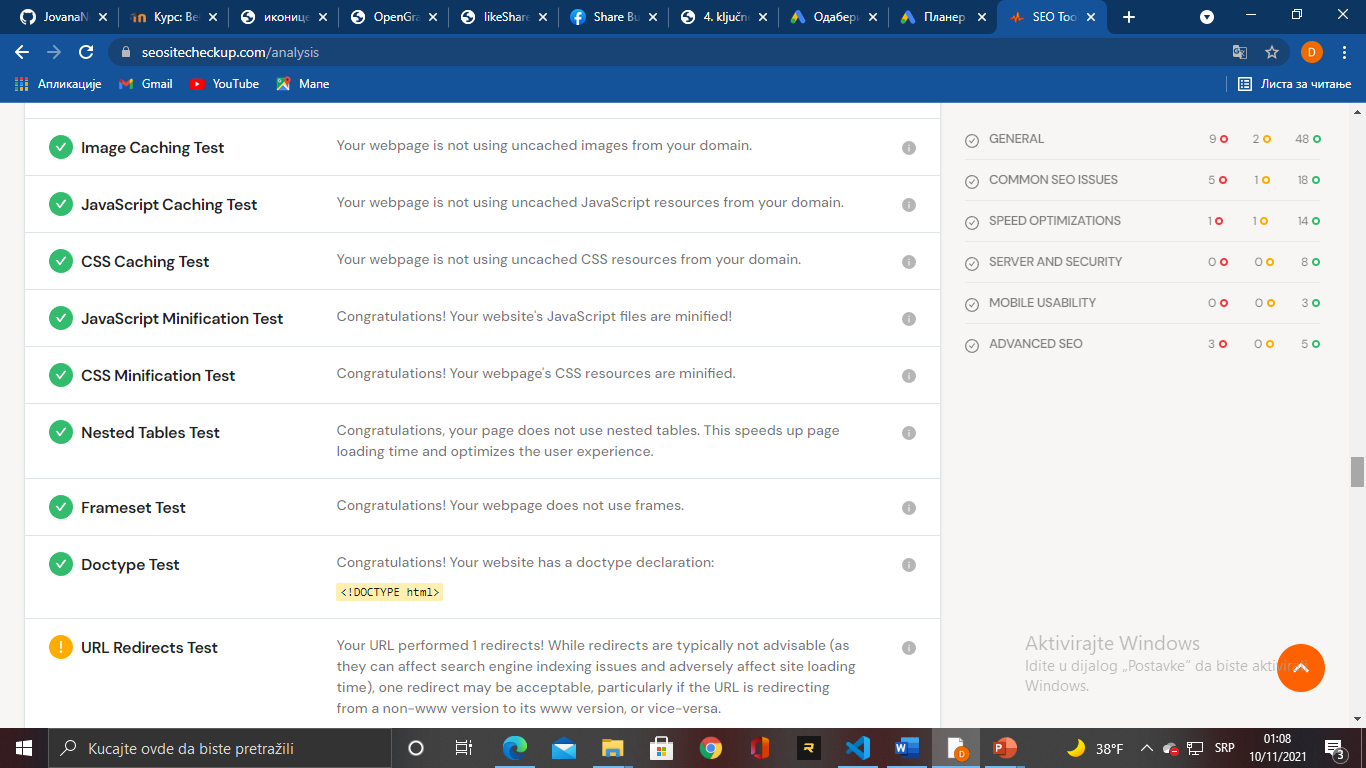 JovanaN
Курс: Ве
иконице
OpenGra
likeShare
Share Bu
4. ključn
Одабери
Планер
SEO Too
seositecheckup.com/analysis
D
Апликације
Gmail
YouTube
Мапе
Листа за читање
Image Caching Test
Your webpage is not using uncached images from your domain.
JavaScript Caching Test
Your webpage is not using uncached JavaScript resources from your domain.
CSS Caching Test
Your webpage is not using uncached CSS resources from your domain.
JavaScript Minification Test
Congratulations! Your website's JavaScript files are minified!
CSS Minification Test
Congratulations! Your webpage's CSS resources are minified.
Nested Tables Test
Congratulations, your page does not use nested tables. This speeds up page
loading time and optimizes the user experience.
Frameset Test
Congratulations! Your webpage does not use frames.
Doctype Test
Congratulations! Your website has a doctype declaration:
<!DOCTYPE html>
URL Redirects Test
Your URL performed 1 redirects! While redirects are typically not advisable (as
they can affect search engine indexing issues and adversely affect site loading
time), one redirect may be acceptable, particularly if the URL is redirecting
from a non-www version to its www version, or vice-versa.
GENERAL 9 2 48
COMMON SEO ISSUES 5 1 18
SPEED OPTIMIZATIONS 1 1 14
SERVER AND SECURITY 0 0 8
MOBILE USABILITY 0 0 3
ADVANCED SEO 3 0 5
Aktivirajte Windows
Idite u dijalog „Postavke“ da biste aktivirali
Windows.
Kucajte ovde da biste pretražili
38°F
SRP
01:08
10/11/2021
3